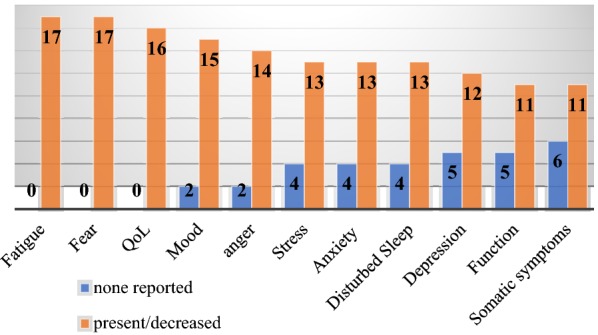 17 17 16 15 14 13 13 13 12 11 11
0 0 0 2 2 4 4 4 5 5 6
Fatigue Fear QoL Mood anger Stress Anxiety Disturbed Sleep Depression Function Somatic symptoms
none reported
present/decreased